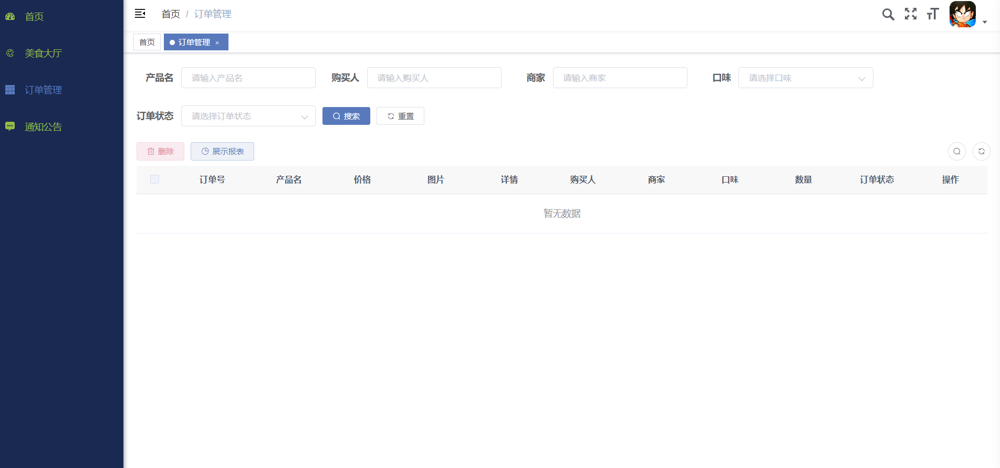 首页
美食大厅
订单管理
通知公告
首页 / 订单管理
首页 订单管理 ×
产品名 请输入产品名 购买人 请输入购买人 商家 请输入商家 口味 请选择口味
订单状态 请选择订单状态 搜索 重置
删除 展示报表
订单号 产品名 价格 图片 详情 购买人 商家 口味 数量 订单状态 操作
暂无数据